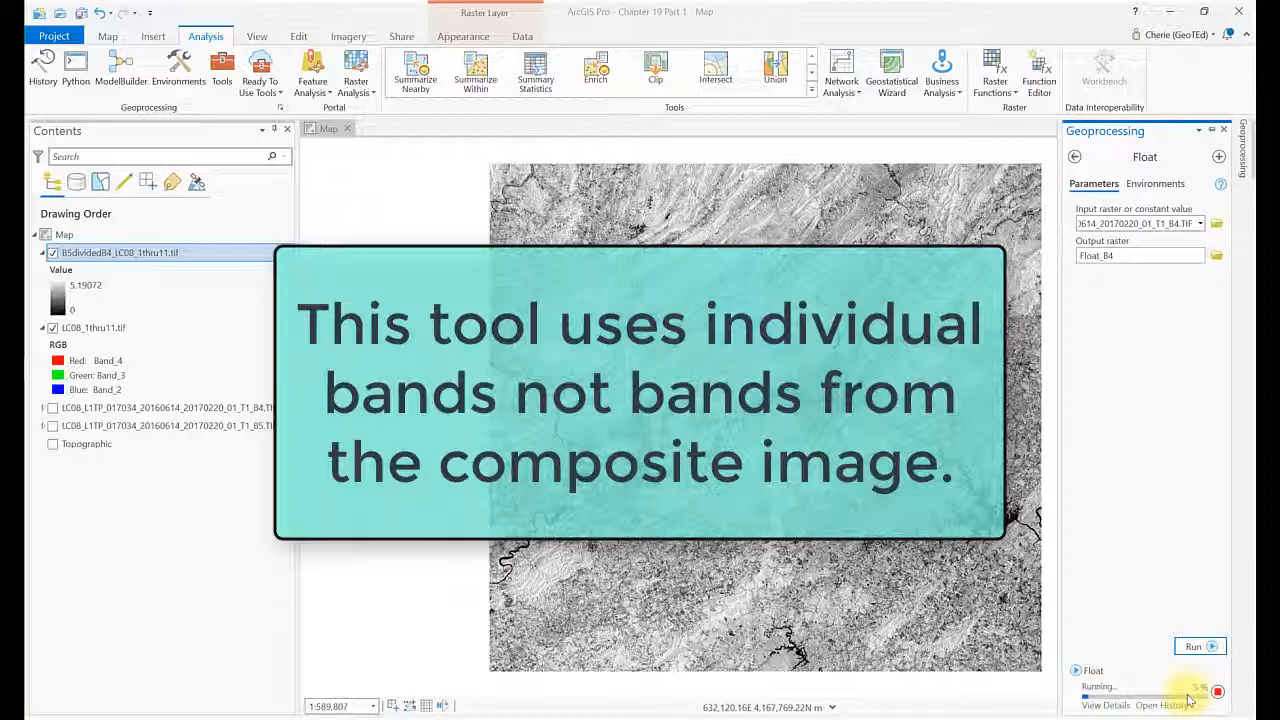 Raster Layer
ArcGIS Pro - Chapter 19 Part 1 - Map
?
Project Map Insert Analysis View Edit Imagery Share Appearance Data
Cherie (GeoTEd)
History Python ModelBuilder Environments Tools Ready To Use Tools
Feature Analysis Raster Analysis
Summarize Nearby Summarize Within Summary Statistics Enrich Clip Intersect Union
Network Analysis Geostatistical Wizard Business Analysis
Raster Functions Function Editor
Workbench
Geoprocessing Portal Tools Raster Data Interoperability
Contents
Search
Drawing Order
Map
B5dividedB4_LC08_1thru11.tif
Value
5.19072
0
LC08_1thru11.tif
RGB
Red: Band_4
Green: Band_3
Blue: Band_2
LC08_L1TP_017034_20160614_20170220_01_T1_B4.TI
LC08_L1TP_017034_20160614_20170220_01_T1_B5.TI
Topographic
Map
This tool uses individual
bands not bands from
the composite image.
1:589,807
632,120.16E 4,167,769.22N m
Geoprocessing
Float
Parameters Environments
?
Input raster or constant value
)614_20170220_01_T1_B4.TIF
Output raster
Float_B4
Run
Float
Running...
5 %
View Details Open History
Geoprocessing